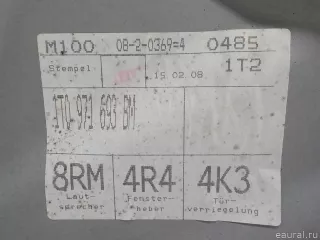 M100 08-2-0369=4 0485
Stempel 15.02.08 1T2
1T0 971 693 BM
8RM 4R4 4K3
Laut- Fenster- Tür-
sprecher heber verriegelung
© eaural.ru